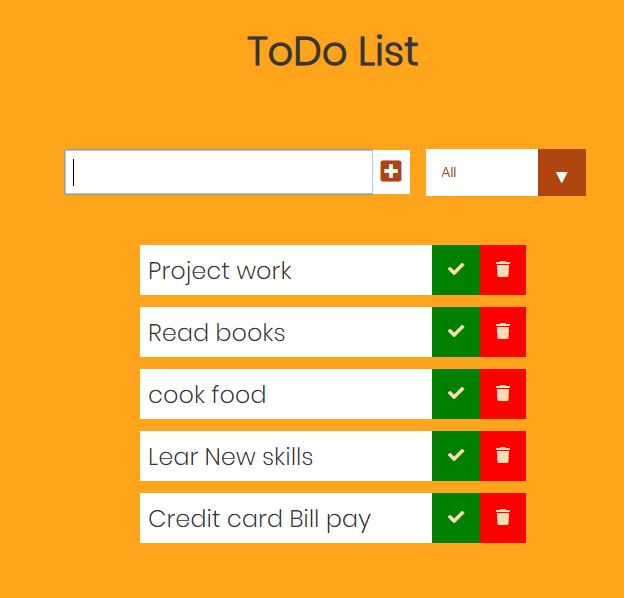 ToDo List
All
Project work
Read books
cook food
Lear New skills
Credit card Bill pay